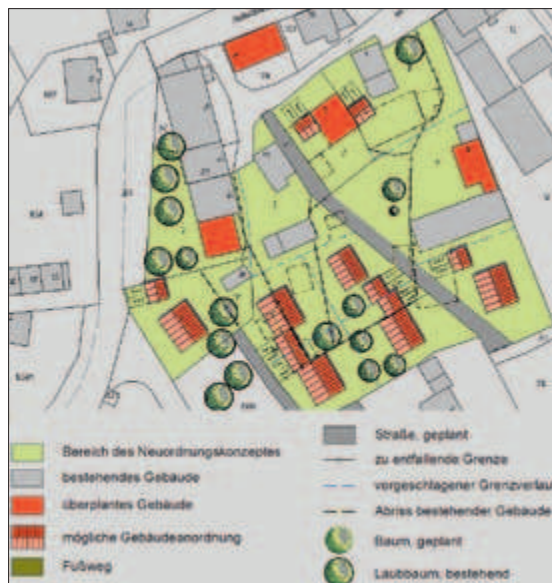 Bereich des Neuordnungskonzeptes
bestehendes Gebäude
überplantes Gebäude
mögliche Gebäudeanordnung
Fußweg
Straße, geplant
zu entfallende Grenze
vorgeschlagener Grenzverlau
Abriss bestehender Gebäude
Baum, geplant
Laubbaum, bestehend